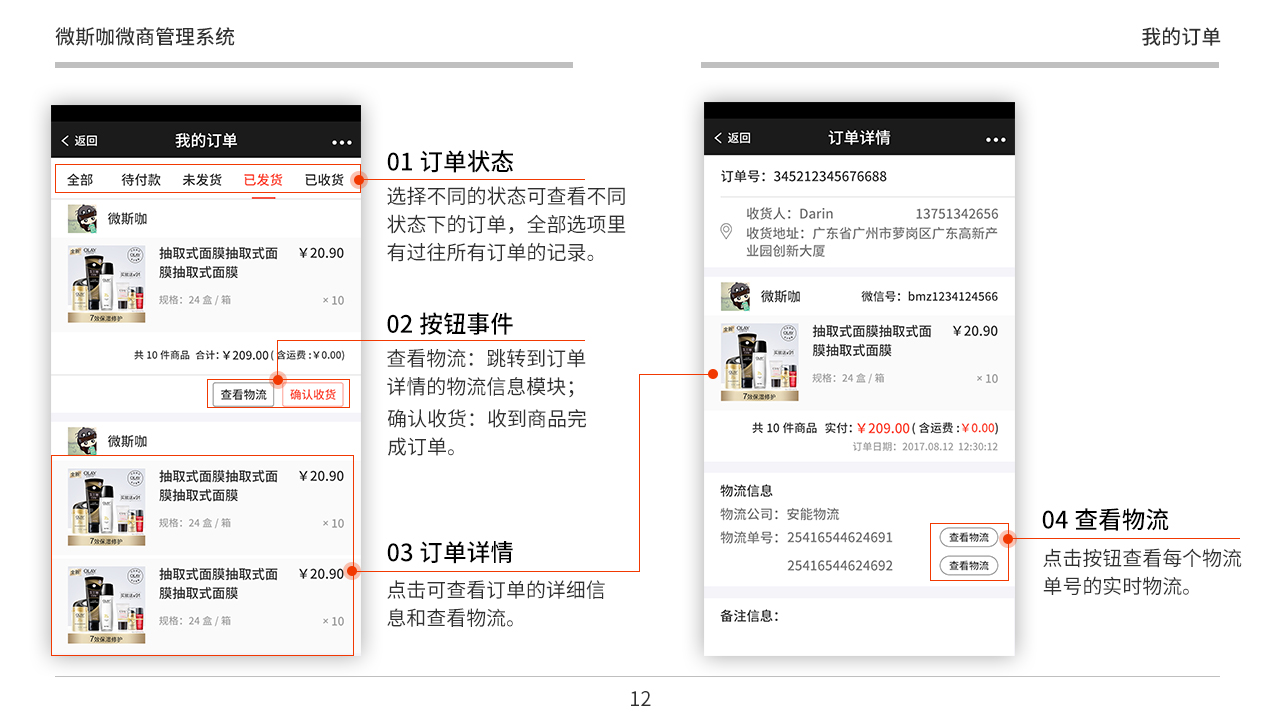 微斯咖微商管理系统
我的订单
返回
我的订单
全部 待付款 未发货 已发货 已收货
微斯咖
抽取式面膜抽取式面
膜抽取式面膜
￥20.90
规格：24 盒 / 箱
× 10
OLAY
7效保湿修护
共 10 件商品 合计：￥209.00 ( 含运费 :￥0.00)
查看物流
确认收货
微斯咖
抽取式面膜抽取式面
膜抽取式面膜
￥20.90
规格：24 盒 / 箱
× 10
OLAY
7效保湿修护
抽取式面膜抽取式面
膜抽取式面膜
￥20.90
规格：24 盒 / 箱
× 10
OLAY
7效保湿修护
01 订单状态
选择不同的状态可查看不同
状态下的订单，全部选项里
有过往所有订单的记录。
02 按钮事件
查看物流：跳转到订单
详情的物流信息模块；
确认收货：收到商品完
成订单。
03 订单详情
点击可查看订单的详细信
息和查看物流。
返回
订单详情
订单号：345212345676688
收货人：Darin
13751342656
收货地址：广东省广州市萝岗区广东高新产
业园创新大厦
微斯咖
微信号：bmz1234124566
抽取式面膜抽取式面
膜抽取式面膜
￥20.90
规格：24 盒 / 箱
× 10
OLAY
7效保湿修护
共 10 件商品 实付：￥209.00 ( 含运费 :￥0.00)
订单日期：2017.08.12 12:30:12
物流信息
物流公司：安能物流
物流单号：25416544624691
查看物流
25416544624692
查看物流
备注信息：
04 查看物流
点击按钮查看每个物流
单号的实时物流。
12